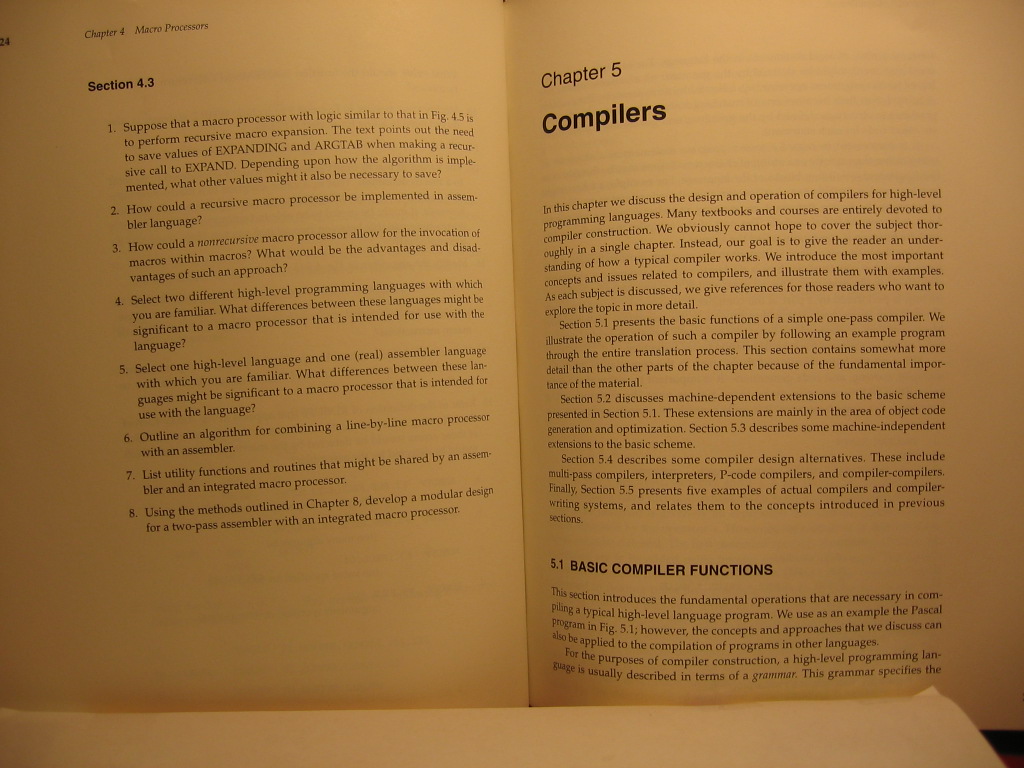 24
Chapter 4 Macro Processors
Section 4.3
1. Suppose that a macro processor with logic similar to that in Fig. 4.5 is
to perform recursive macro expansion. The text points out the need
to save values of EXPANDING and ARGTAB when making a recur-
sive call to EXPAND. Depending upon how the algorithm is imple-
mented, what other values might it also be necessary to save?
2. How could a recursive macro processor be implemented in assem-
bler language?
3. How could a nonrecursive macro processor allow for the invocation of
macros within macros? What would be the advantages and disad-
vantages of such an approach?
4. Select two different high-level programming languages with which
you are familiar. What differences between these languages might be
significant to a macro processor that is intended for use with the
language?
5. Select one high-level language and one (real) assembler language
with which you are familiar. What differences between these lan-
guages might be significant to a macro processor that is intended for
use with the language?
6. Outline an algorithm for combining a line-by-line macro processor
with an assembler.
7. List utility functions and routines that might be shared by an assem-
bler and an integrated macro processor.
8. Using the methods outlined in Chapter 8, develop a modular design
for a two-pass assembler with an integrated macro processor.
Chapter 5
Compilers
In this chapter we discuss the design and operation of compilers for high-level
programming languages. Many textbooks and courses are entirely devoted to
compiler construction. We obviously cannot hope to cover the subject thor-
oughly in a single chapter. Instead, our goal is to give the reader an under-
standing of how a typical compiler works. We introduce the most important
concepts and issues related to compilers, and illustrate them with examples.
As each subject is discussed, we give references for those readers who want to
explore the topic in more detail.
Section 5.1 presents the basic functions of a simple one-pass compiler. We
illustrate the operation of such a compiler by following an example program
through the entire translation process. This section contains somewhat more
detail than the other parts of the chapter because of the fundamental impor-
tance of the material.
Section 5.2 discusses machine-dependent extensions to the basic scheme
presented in Section 5.1. These extensions are mainly in the area of object code
generation and optimization. Section 5.3 describes some machine-independent
extensions to the basic scheme.
Section 5.4 describes some compiler design alternatives. These include
multi-pass compilers, interpreters, P-code compilers, and compiler-compilers.
Finally, Section 5.5 presents five examples of actual compilers and compiler-
writing systems, and relates them to the concepts introduced in previous
sections.
5.1 BASIC COMPILER FUNCTIONS
This section introduces the fundamental operations that are necessary in com-
piling a typical high-level language program. We use as an example the Pascal
program in Fig. 5.1; however, the concepts and approaches that we discuss can
also be applied to the compilation of programs in other languages.
For the purposes of compiler construction, a high-level programming lan-
guage is usually described in terms of a grammar. This grammar specifies the